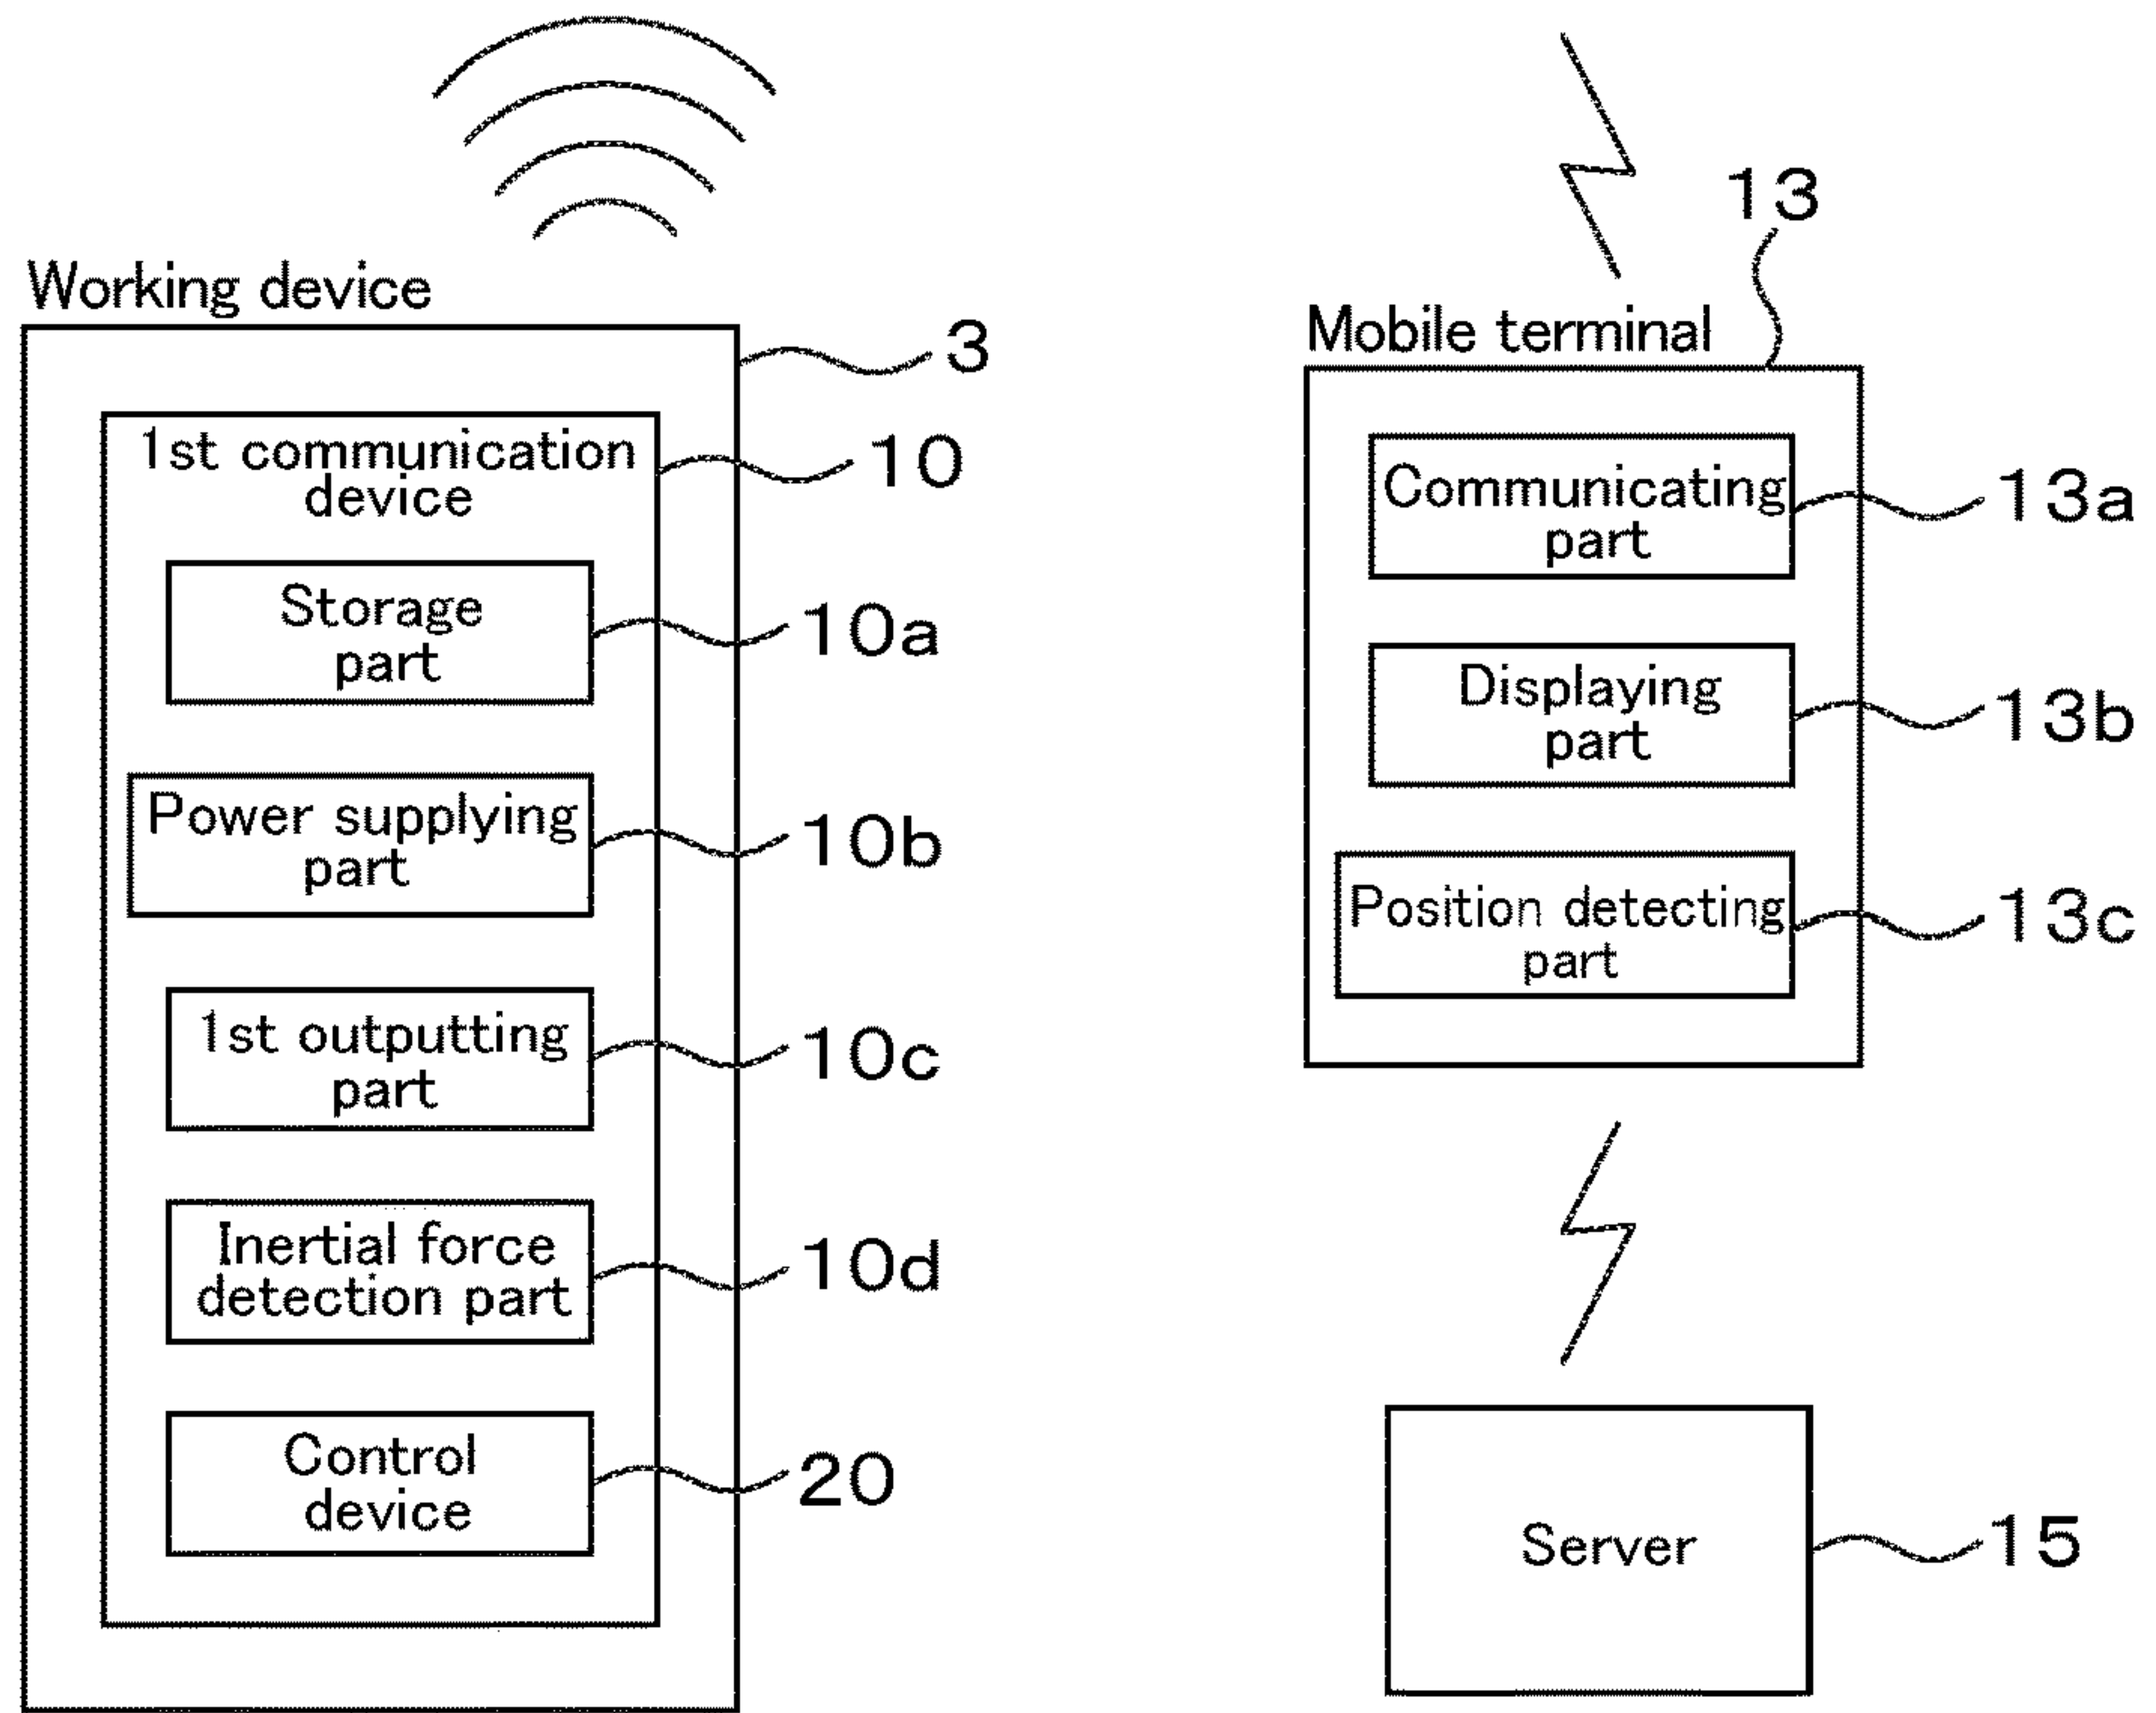 Working device
3
1st communication
device
10
Storage
part
10a
Power supplying
part
10b
1st outputting
part
10c
Inertial force
detection part
10d
Control
device
20
13
Mobile terminal
Communicating
part
13a
Displaying
part
13b
Position detecting
part
13c
Server
15